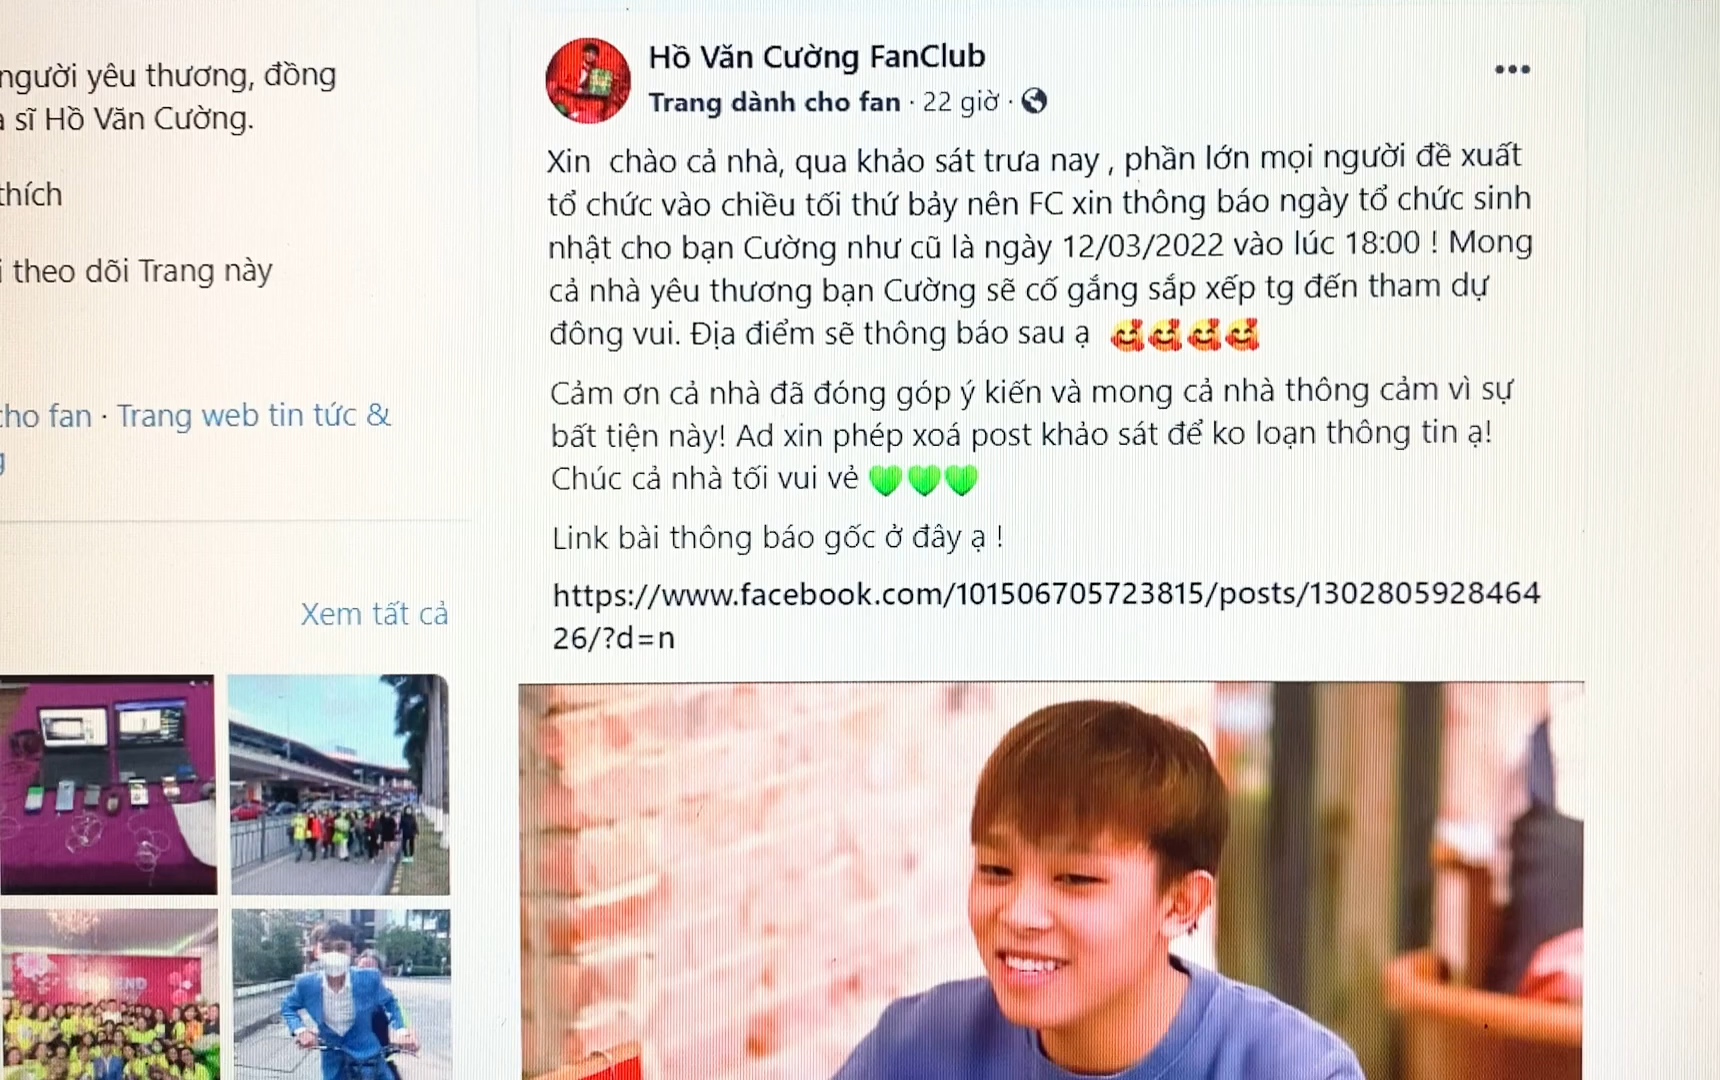 người yêu thương, đồng
sĩ Hồ Văn Cường.
thích
theo dõi Trang này
cho fan · Trang web tin tức &
Xem tất cả
Hồ Văn Cường FanClub
Trang dành cho fan · 22 giờ ·
Xin chào cả nhà, qua khảo sát trưa nay , phần lớn mọi người đề xuất
tổ chức vào chiều tối thứ bảy nên FC xin thông báo ngày tổ chức sinh
nhật cho bạn Cường như cũ là ngày 12/03/2022 vào lúc 18:00 ! Mong
cả nhà yêu thương bạn Cường sẽ cố gắng sắp xếp tg đến tham dự
đông vui. Địa điểm sẽ thông báo sau ạ 🥰🥰🥰🥰
Cảm ơn cả nhà đã đóng góp ý kiến và mong cả nhà thông cảm vì sự
bất tiện này! Ad xin phép xoá post khảo sát để ko loạn thông tin ạ!
Chúc cả nhà tối vui vẻ 💚💚💚
Link bài thông báo gốc ở đây ạ !
https://www.facebook.com/101506705723815/posts/1302805928464
26/?d=n